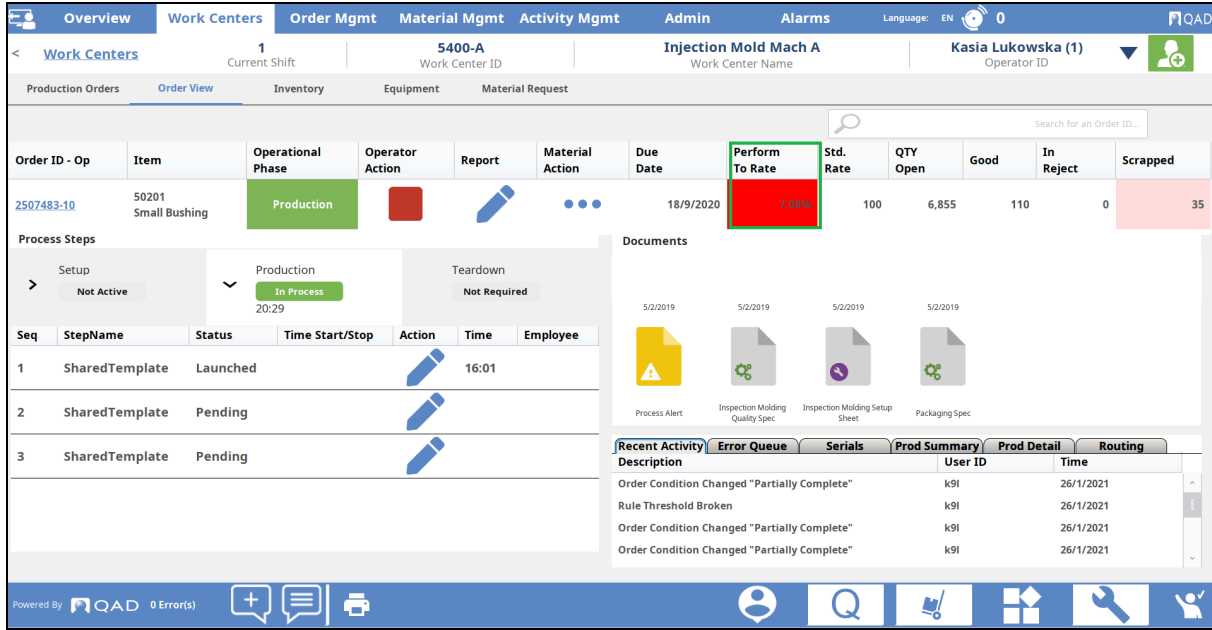 Overview Work Centers Order Mgmt Material Mgmt Activity Mgmt Admin Alarms Language: EN 0 QAD
< Work Centers 1 5400-A Injection Mold Mach A Kasia Lukowska (1)
Current Shift Work Center ID Work Center Name Operator ID
Production Orders Order View Inventory Equipment Material Request
Search for an Order ID...
Order ID - Op Item Operational Phase Operator Action Report Material Action Due Date Perform To Rate Std. Rate QTY Open Good In Reject Scrapped
2507483-10 50201 Small Bushing Production 18/9/2020 7.08% 100 6,855 110 0 35
Process Steps
Setup Production Teardown
Not Active In Process Not Required
20:29
Seq StepName Status Time Start/Stop Action Time Employee
1 SharedTemplate Launched 16:01
2 SharedTemplate Pending
3 SharedTemplate Pending
Documents
5/2/2019 5/2/2019 5/2/2019 5/2/2019
Process Alert Inspection Molding Quality Spec Inspection Molding Setup Sheet Packaging Spec
Recent Activity Error Queue Serials Prod Summary Prod Detail Routing
Description User ID Time
Order Condition Changed "Partially Complete" k9l 26/1/2021
Rule Threshold Broken k9l 26/1/2021
Order Condition Changed "Partially Complete" k9l 26/1/2021
Order Condition Changed "Partially Complete" k9l 26/1/2021
Powered By QAD 0 Error(s) Q